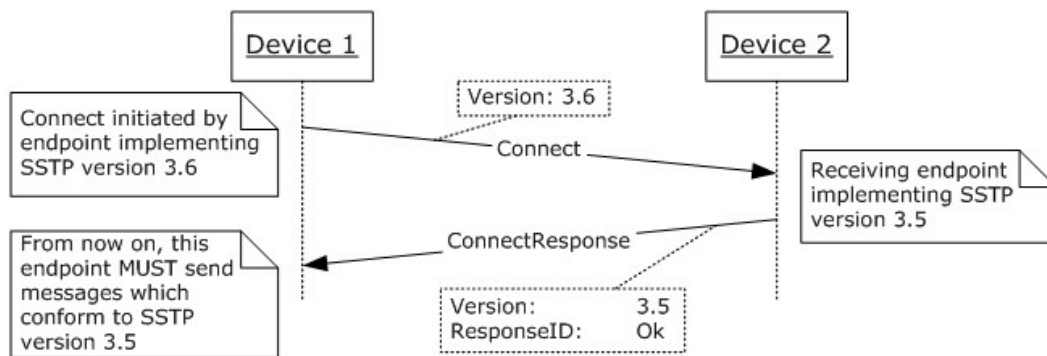 Device 1
Device 2
Version: 3.6
Connect initiated by
endpoint implementing
SSTP version 3.6
Connect
Receiving endpoint
implementing SSTP
version 3.5
ConnectResponse
From now on, this
endpoint MUST send
messages which
conform to SSTP
version 3.5
Version: 3.5
ResponseID: Ok